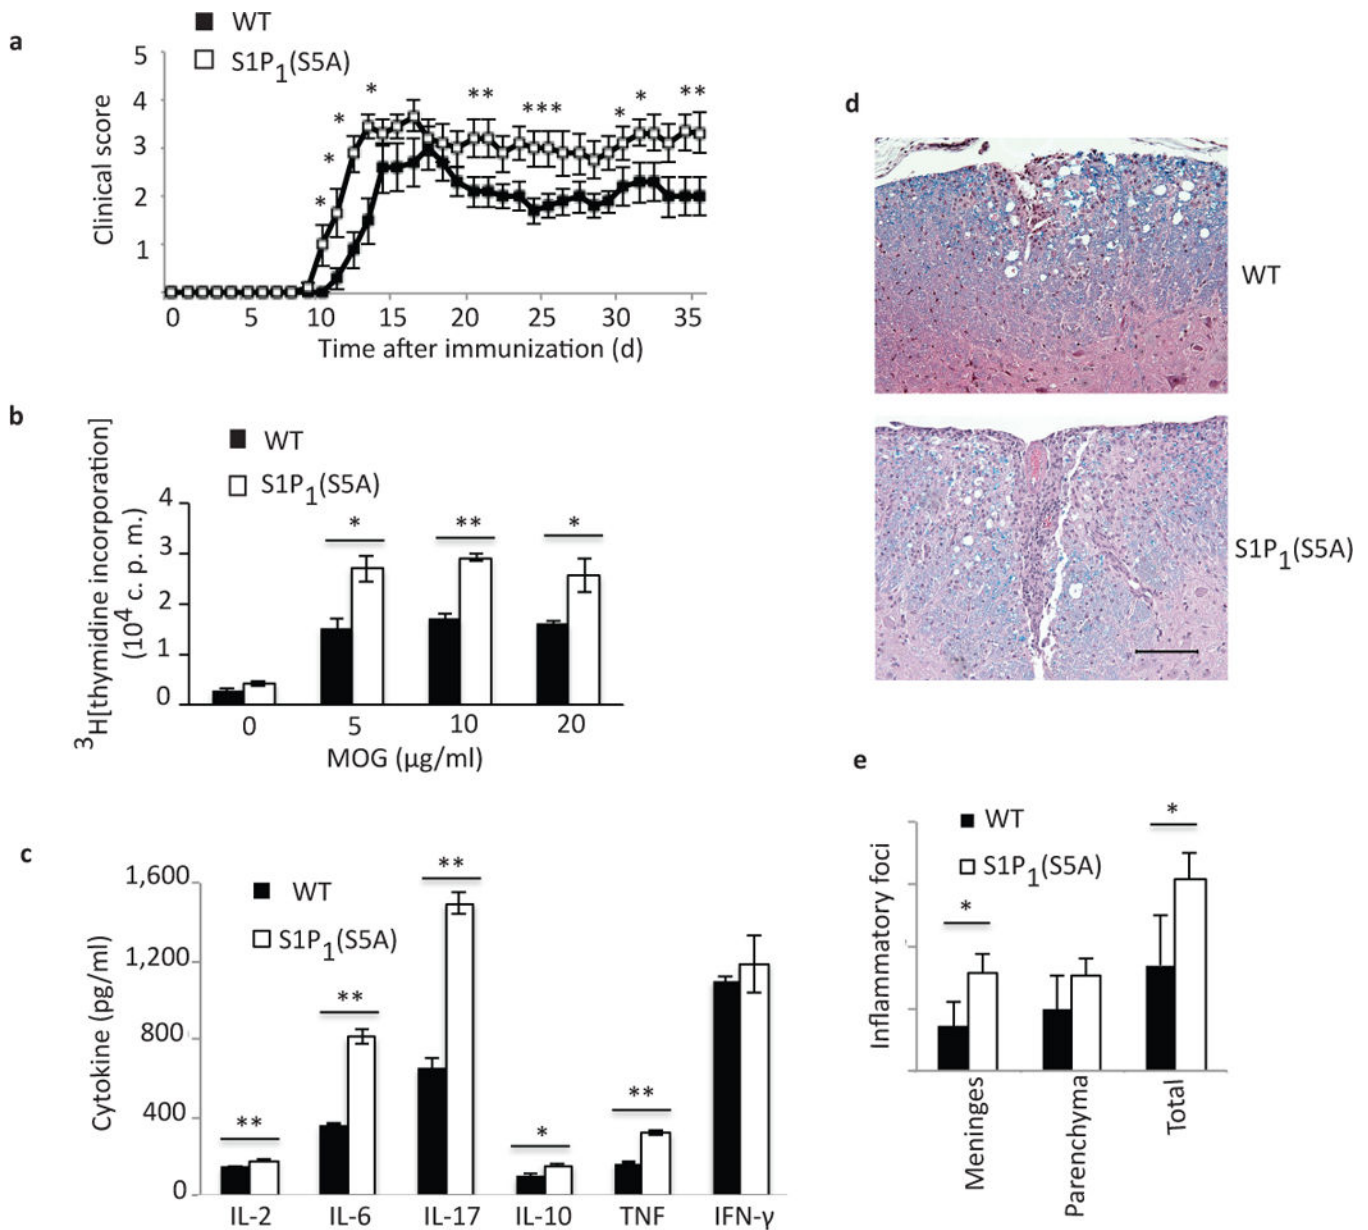 a
WT
S1P1(S5A)
Clinical score
5
4
3
2
1
* * * * ** *** * * **
0 5 10 15 20 25 30 35
Time after immunization (d)
b
WT
S1P1(S5A)
3H[thymidine incorporation]
(10^4 c. p. m.)
4
3
2
1
0
* ** *
0 5 10 20
MOG (µg/ml)
c
WT
S1P1(S5A)
Cytokine (pg/ml)
1,600
1,200
800
400
0
** ** ** * **
IL-2 IL-6 IL-17 IL-10 TNF IFN-γ
d
WT
S1P1(S5A)
e
WT
S1P1(S5A)
Inflammatory foci
* *
Meninges Parenchyma Total